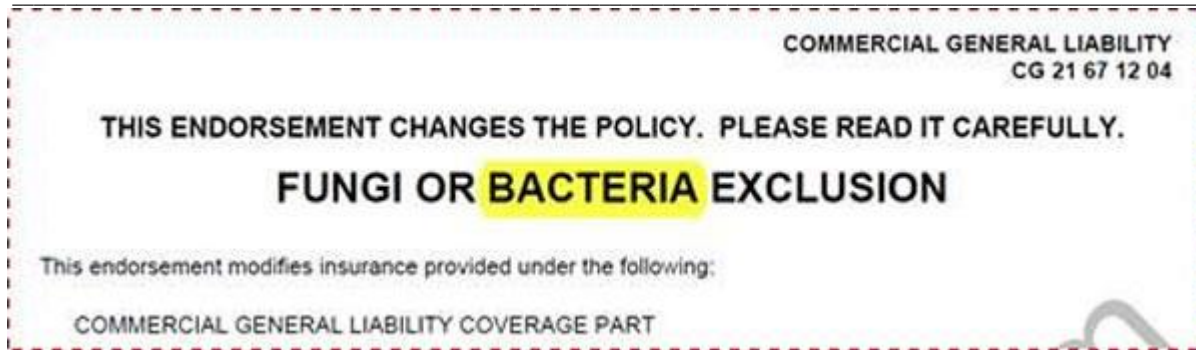 COMMERCIAL GENERAL LIABILITY
CG 21 67 12 04
THIS ENDORSEMENT CHANGES THE POLICY. PLEASE READ IT CAREFULLY.
FUNGI OR BACTERIA EXCLUSION
This endorsement modifies insurance provided under the following:
COMMERCIAL GENERAL LIABILITY COVERAGE PART